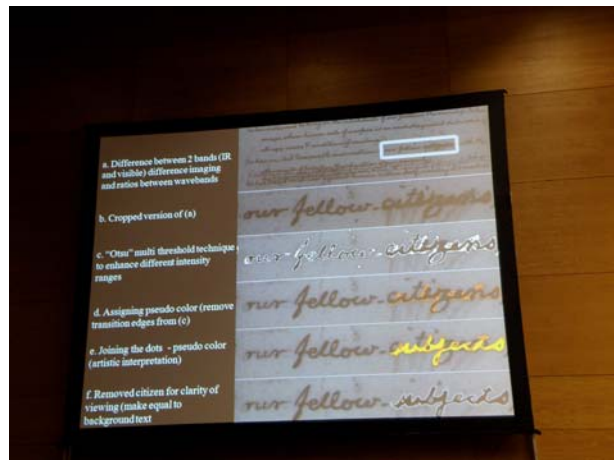 a. Difference between 2 bands (IR
and visible) difference imaging
and ratios between wavebands
b. Cropped version of (a)
our fellow-citizens
c. "Otsu" multi threshold technique
to enhance different intensity
ranges
our fellow-citizens,
d. Assigning pseudo color (remove
transition edges from (c)
our fellow-citizens
e. Joining the dots - pseudo color
(artistic interpretation)
our fellow-subjects,
f. Removed citizen for clarity of
viewing (make equal to
background text
our fellow-subjects,